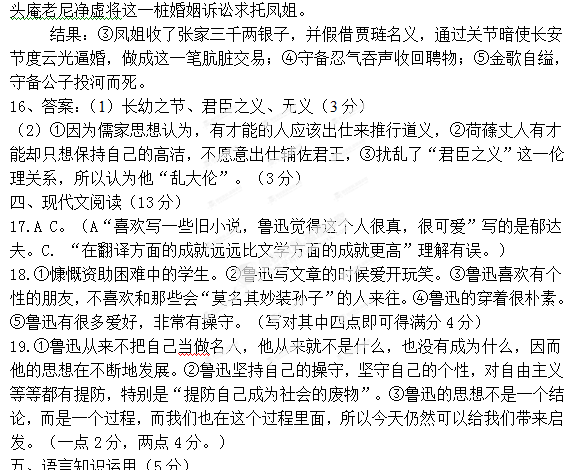 头庵老尼净虚将这一桩婚姻诉讼求托凤姐。
结果：③凤姐收了张家三千两银子，并假借贾琏名义，通过关节暗使长安
节度云光逼婚，做成这一笔肮脏交易；④守备忍气吞声收回聘物；⑤金歌自缢，
守备公子投河而死。
16、答案：（1）长幼之节、君臣之义、无义（3分）
（2）①因为儒家思想认为，有才能的人应该出仕来推行道义，②荷蓧丈人有才
能却只想保持自己的高洁，不愿意出仕辅佐君王，③扰乱了“君臣之义”这一伦
理关系，所以认为他“乱大伦”。（3分）
四、现代文阅读（13分）
17.A C。（A“喜欢写一些旧小说，鲁迅觉得这个人很真，很可爱”写的是郁达
夫。C. “在翻译方面的成就远远比文学方面的成就更高”理解有误。）
18.①慷慨资助困难中的学生。②鲁迅写文章的时候爱开玩笑。③鲁迅喜欢有个
性的朋友，不喜欢和那些会“莫名其妙装孙子”的人来往。④鲁迅的穿着很朴素。
⑤鲁迅有很多爱好，非常有操守。（写对其中四点即可得满分4分）
19.①鲁迅从来不把自己当做名人，他从来就不是什么，也没有成为什么，因而
他的思想在不断地发展。②鲁迅坚持自己的操守，坚守自己的个性，对自由主义
等等都有提防，特别是“提防自己成为社会的废物”。③鲁迅的思想不是一个结
论，而是一个过程，而我们也在这个过程里面，所以今天仍然可以给我们带来启
发。（一点2分，两点4分。）
五、语言知识运用（5分）